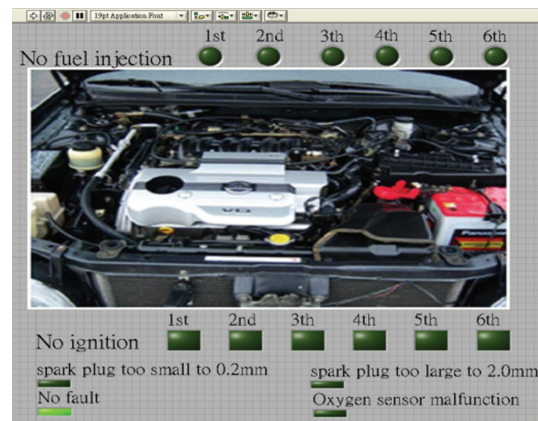 19pt Application Font
1st 2nd 3th 4th 5th 6th
No fuel injection
VQ
Panasonic
1st 2nd 3th 4th 5th 6th
No ignition
spark plug too small to 0.2mm
spark plug too large to 2.0mm
No fault
Oxygen sensor malfunction